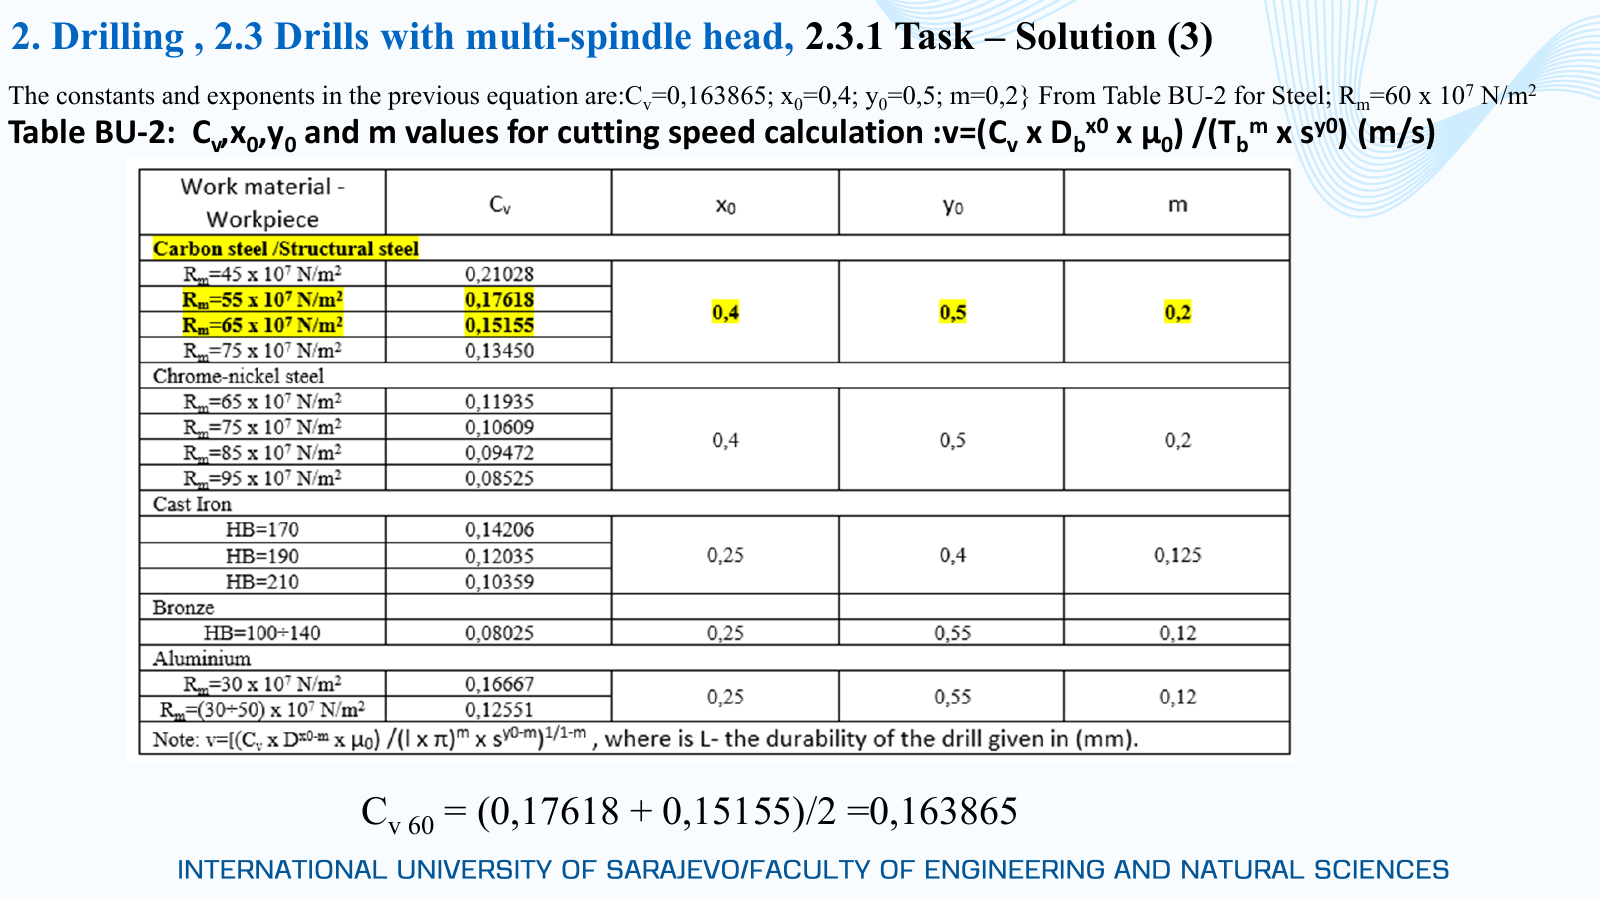 2. Drilling , 2.3 Drills with multi-spindle head, 2.3.1 Task – Solution (3)
The constants and exponents in the previous equation are:Cv=0,163865; x0=0,4; y0=0,5; m=0,2} From Table BU-2 for Steel; Rm=60 x 10⁷ N/m²
Table BU-2: Cv,x0,y0 and m values for cutting speed calculation :v=(Cv x Db^x0 x μ0) /(Tb^m x s^y0) (m/s)
Work material - Workpiece Cv x0 y0 m
Carbon steel /Structural steel
Rm=45 x 10⁷ N/m² 0,21028
Rm=55 x 10⁷ N/m² 0,17618 0,4 0,5 0,2
Rm=65 x 10⁷ N/m² 0,15155
Rm=75 x 10⁷ N/m² 0,13450
Chrome-nickel steel
Rm=65 x 10⁷ N/m² 0,11935
Rm=75 x 10⁷ N/m² 0,10609 0,4 0,5 0,2
Rm=85 x 10⁷ N/m² 0,09472
Rm=95 x 10⁷ N/m² 0,08525
Cast Iron
HB=170 0,14206
HB=190 0,12035 0,25 0,4 0,125
HB=210 0,10359
Bronze
HB=100÷140 0,08025 0,25 0,55 0,12
Aluminium
Rm=30 x 10⁷ N/m² 0,16667 0,25 0,55 0,12
Rm=(30÷50) x 10⁷ N/m² 0,12551
Note: v=[(Cv x D^x0-m x μ0) /(l x π)^m x s^y0-m)^1/1-m , where is L- the durability of the drill given in (mm).
Cv 60 = (0,17618 + 0,15155)/2 =0,163865
INTERNATIONAL UNIVERSITY OF SARAJEVO/FACULTY OF ENGINEERING AND NATURAL SCIENCES